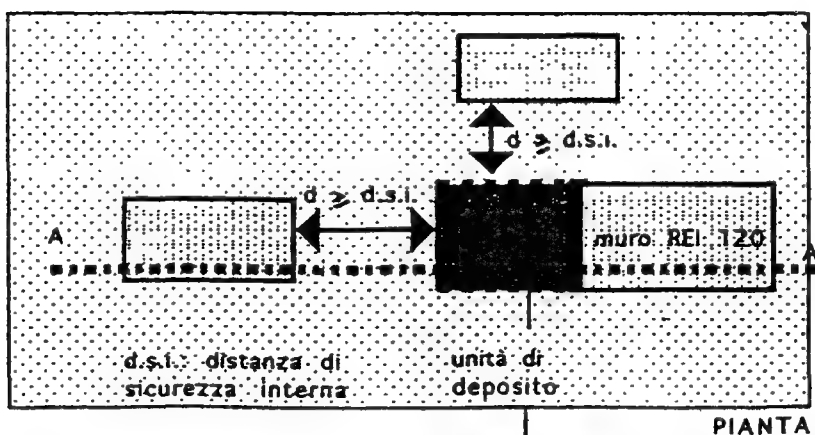 d ≥ d.s.i.
d ≥ d.s.i.
A
muro REI 120
A
d.s.i.: distanza di
sicurezza interna
unità di
deposito
PIANTA